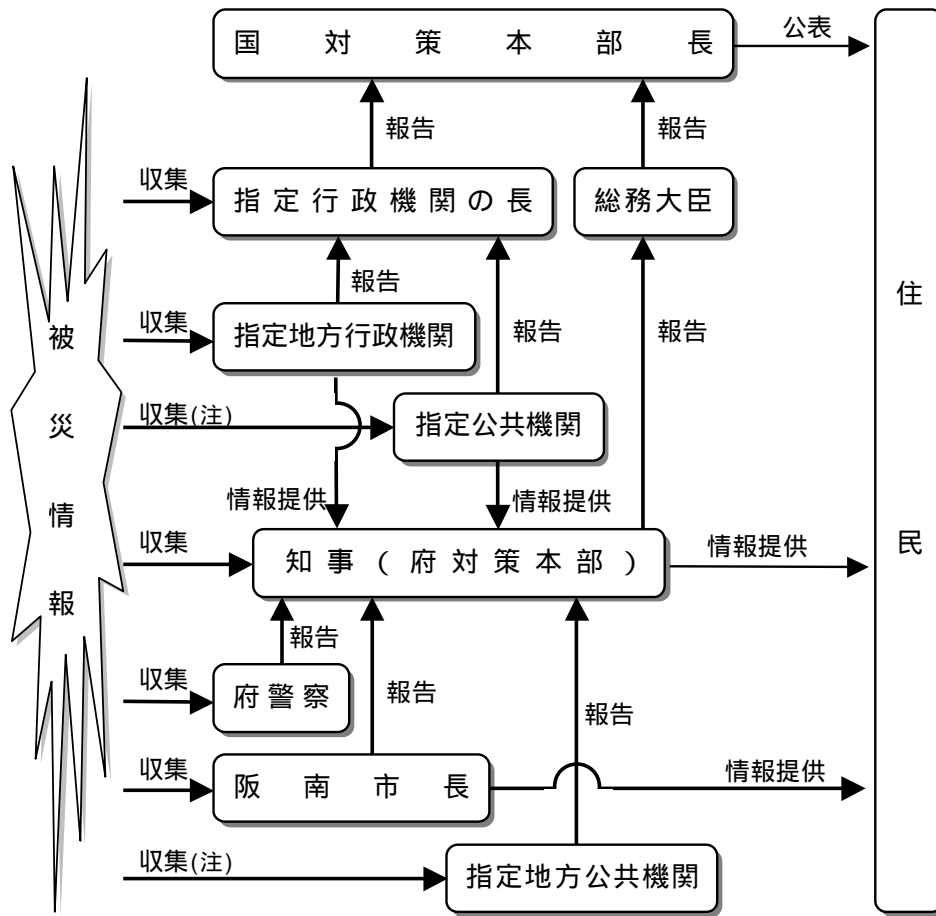 国対策本部長
公表
報告
報告
収集
指定行政機関の長
総務大臣
報告
収集
指定地方行政機関
報告
報告
収集(注)
指定公共機関
情報提供
情報提供
収集
知事(府対策本部)
情報提供
報告
収集
府警察
報告
報告
収集
阪南市長
情報提供
収集(注)
指定地方公共機関
被災情報
住民